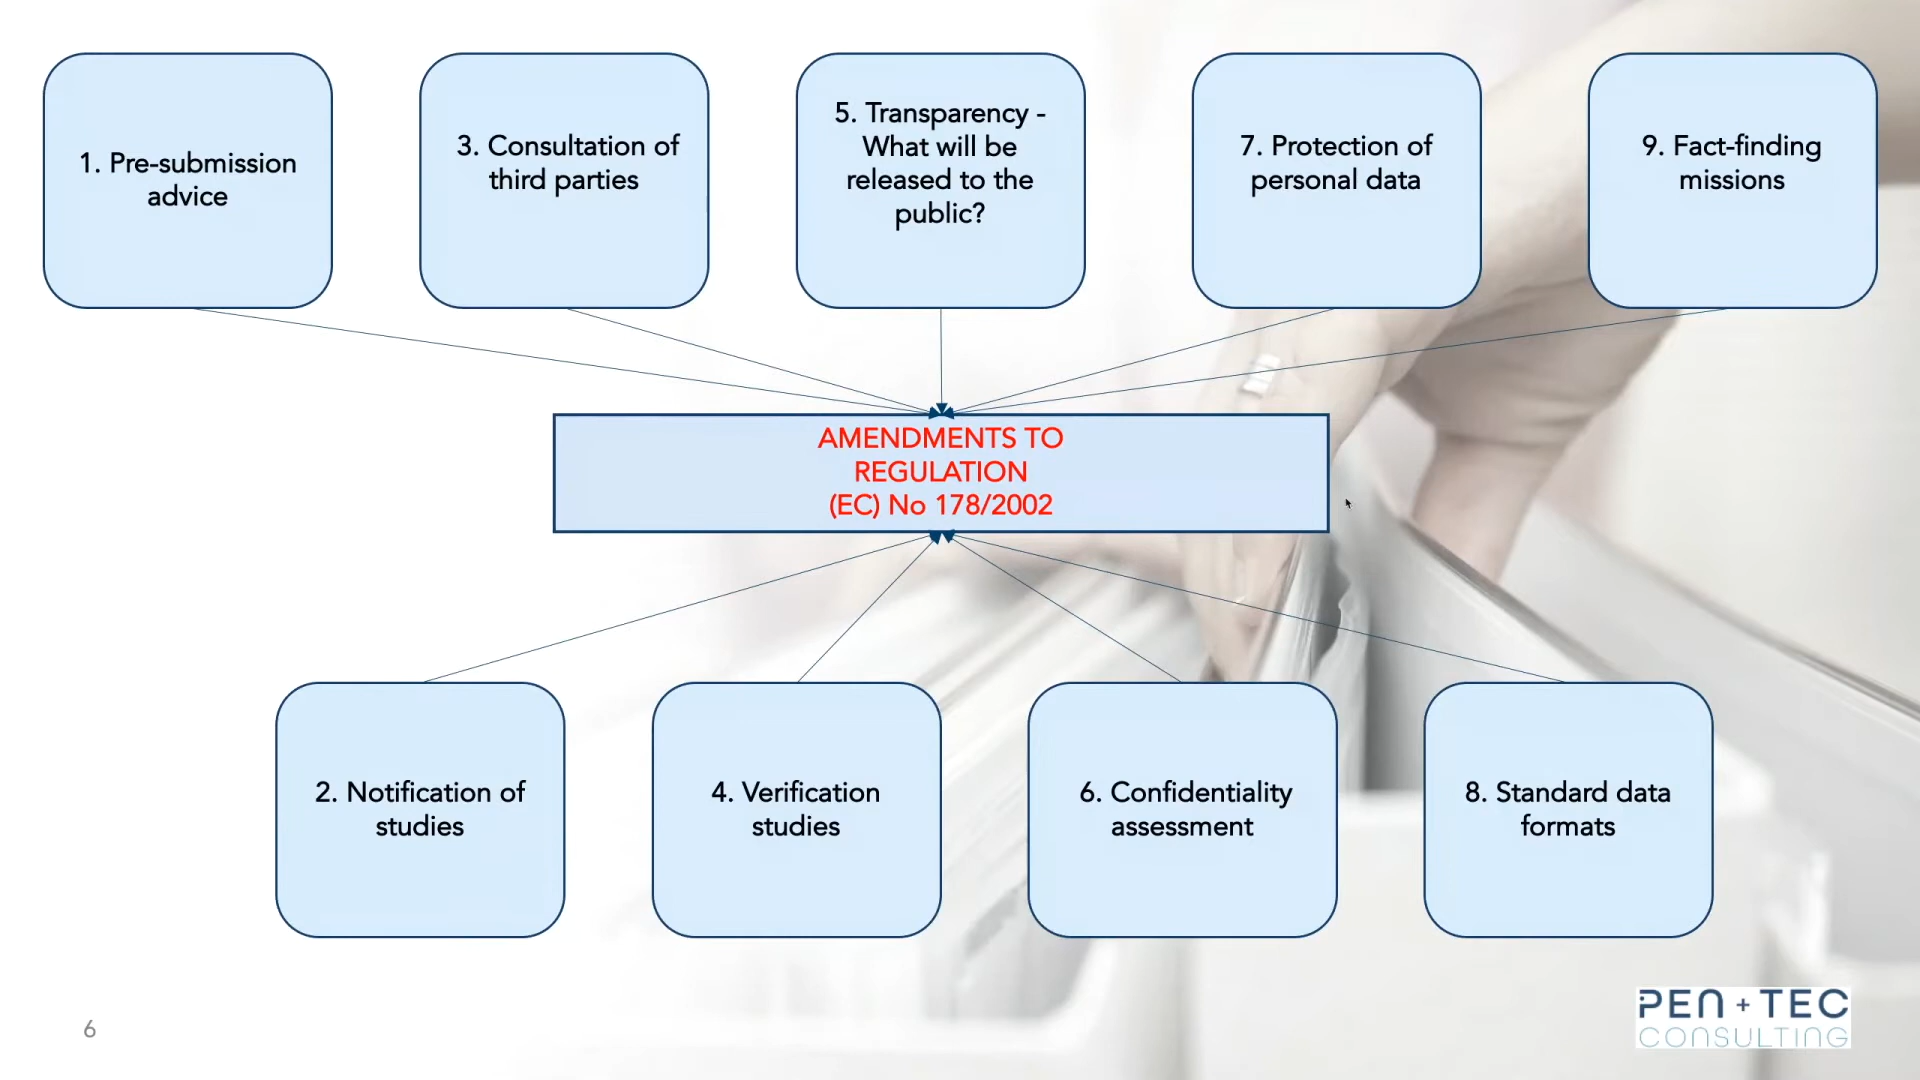 1. Pre-submission
advice
3. Consultation of
third parties
5. Transparency -
What will be
released to the
public?
7. Protection of
personal data
9. Fact-finding
missions
AMENDMENTS TO
REGULATION
(EC) No 178/2002
2. Notification of
studies
4. Verification
studies
6. Confidentiality
assessment
8. Standard data
formats
6
PEN + TEC
CONSULTING